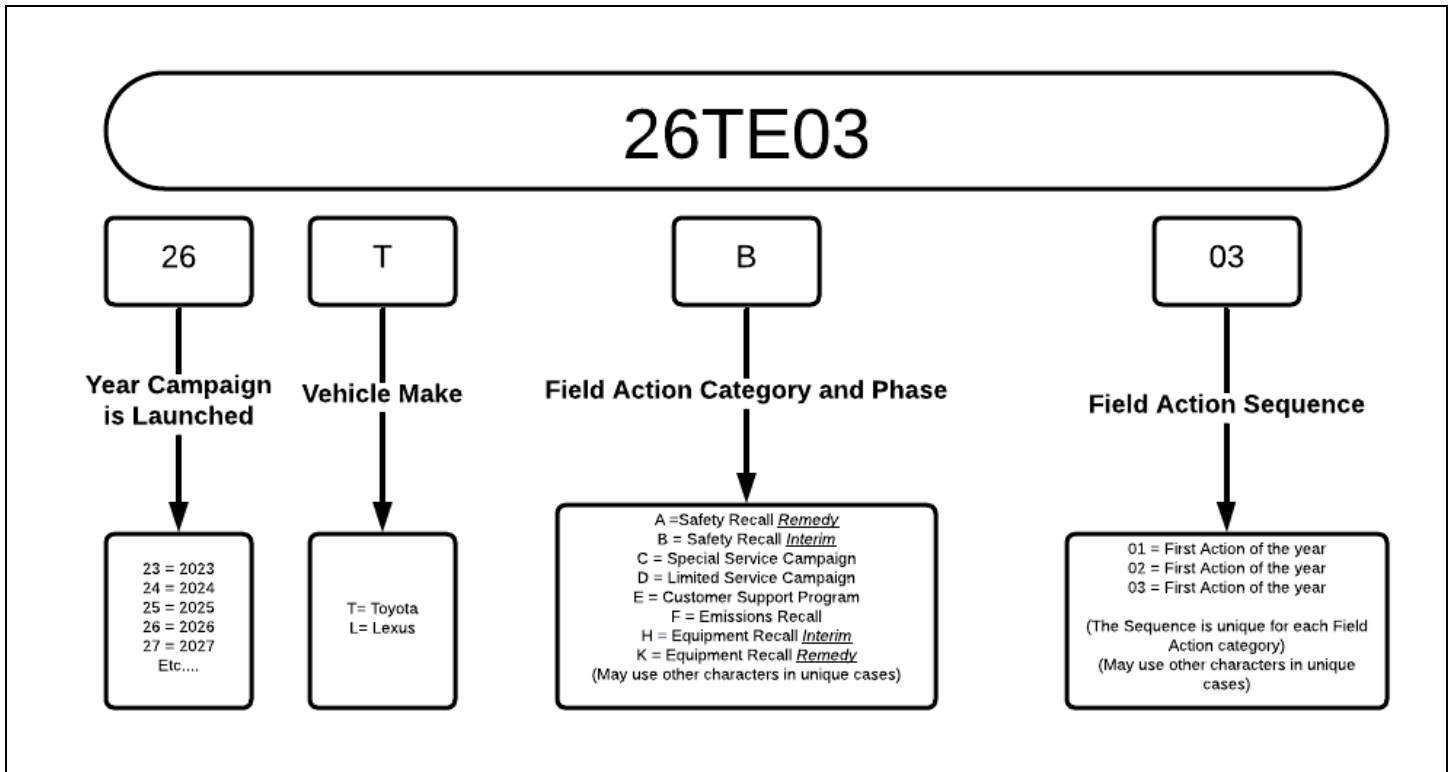 26TE03
26
T
B
03
Year Campaign
is Launched
Vehicle Make
Field Action Category and Phase
Field Action Sequence
23 = 2023
24 = 2024
25 = 2025
26 = 2026
27 = 2027
Etc....
T= Toyota
L= Lexus
A =Safety Recall Remedy
B = Safety Recall Interim
C = Special Service Campaign
D = Limited Service Campaign
E = Customer Support Program
F = Emissions Recall
H = Equipment Recall Interim
K = Equipment Recall Remedy
(May use other characters in unique cases)
01 = First Action of the year
02 = First Action of the year
03 = First Action of the year
(The Sequence is unique for each Field
Action category)
(May use other characters in unique
cases)